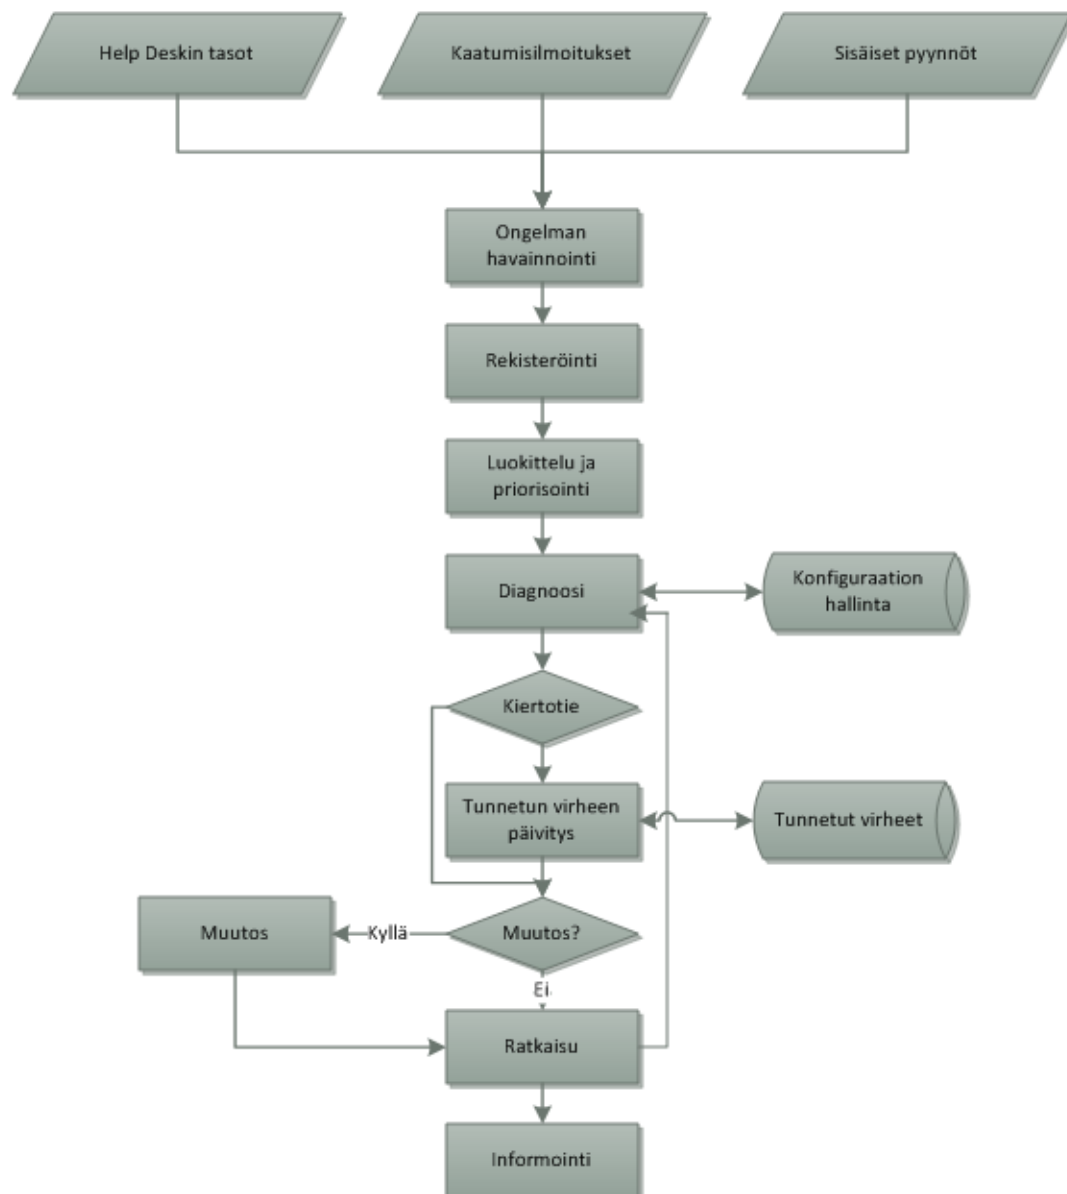 Help Deskin tasot
Kaatumisilmoitukset
Sisäiset pyynnöt
Ongelman
havainnointi
Rekisteröinti
Luokittelu ja
priorisointi
Diagnoosi
Konfiguraation
hallinta
Kiertotie
Tunnetun virheen
päivitys
Tunnetut virheet
Muutos
Kyllä
Muutos?
Ei
Ratkaisu
Informointi